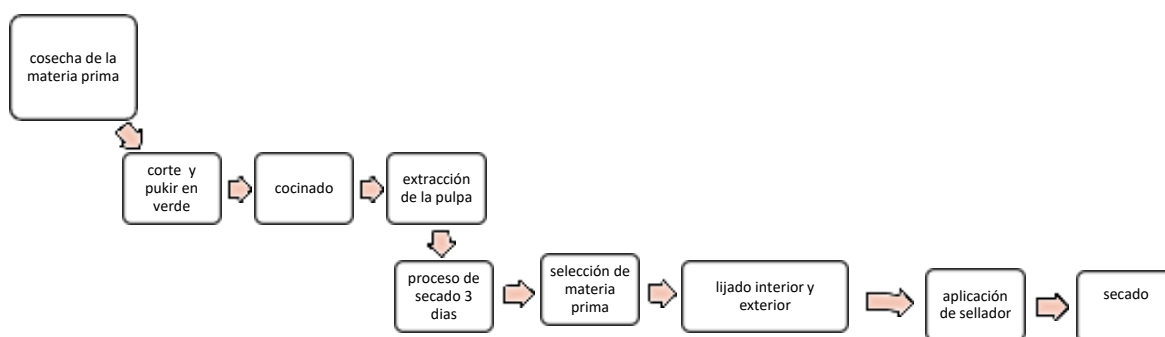 cosecha de la
materia prima
corte y
pukir en
verde
cocinado
extracción
de la pulpa
proceso de
secado 3
dias
selección de
materia
prima
lijado interior y
exterior
aplicación
de sellador
secado